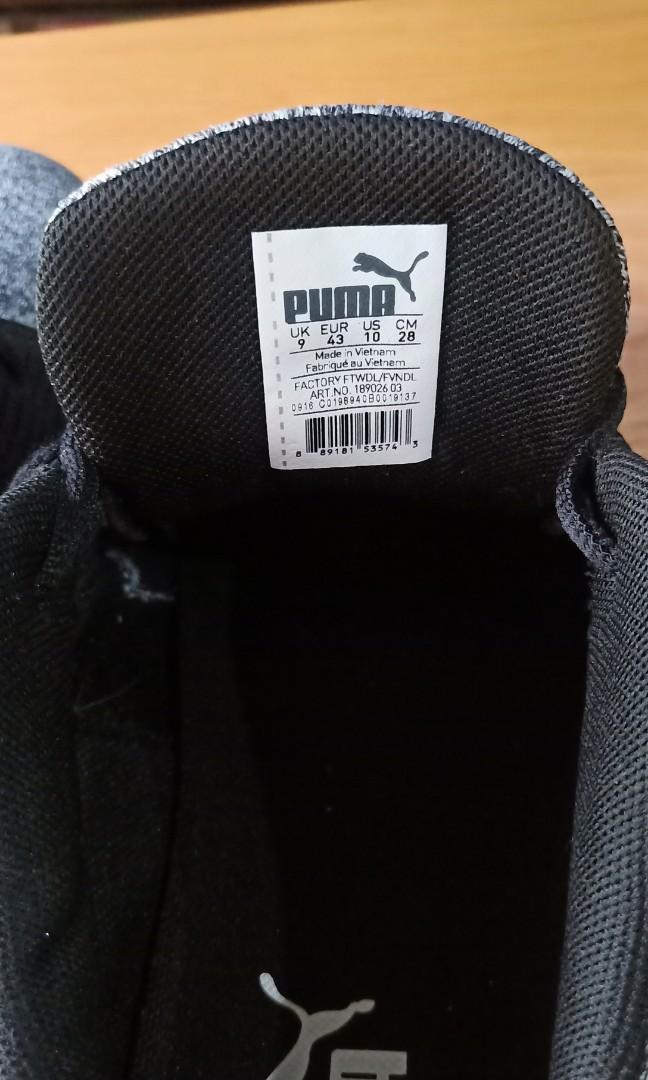 PUMA
UK EUR US CM
9 43 10 28
Made in Vietnam
Fabriqué au Vietnam
FACTORY FTWDL/FVNDL
ART.NO. 189026 03
0916 C0198940B0019137
8 89181 53574 3